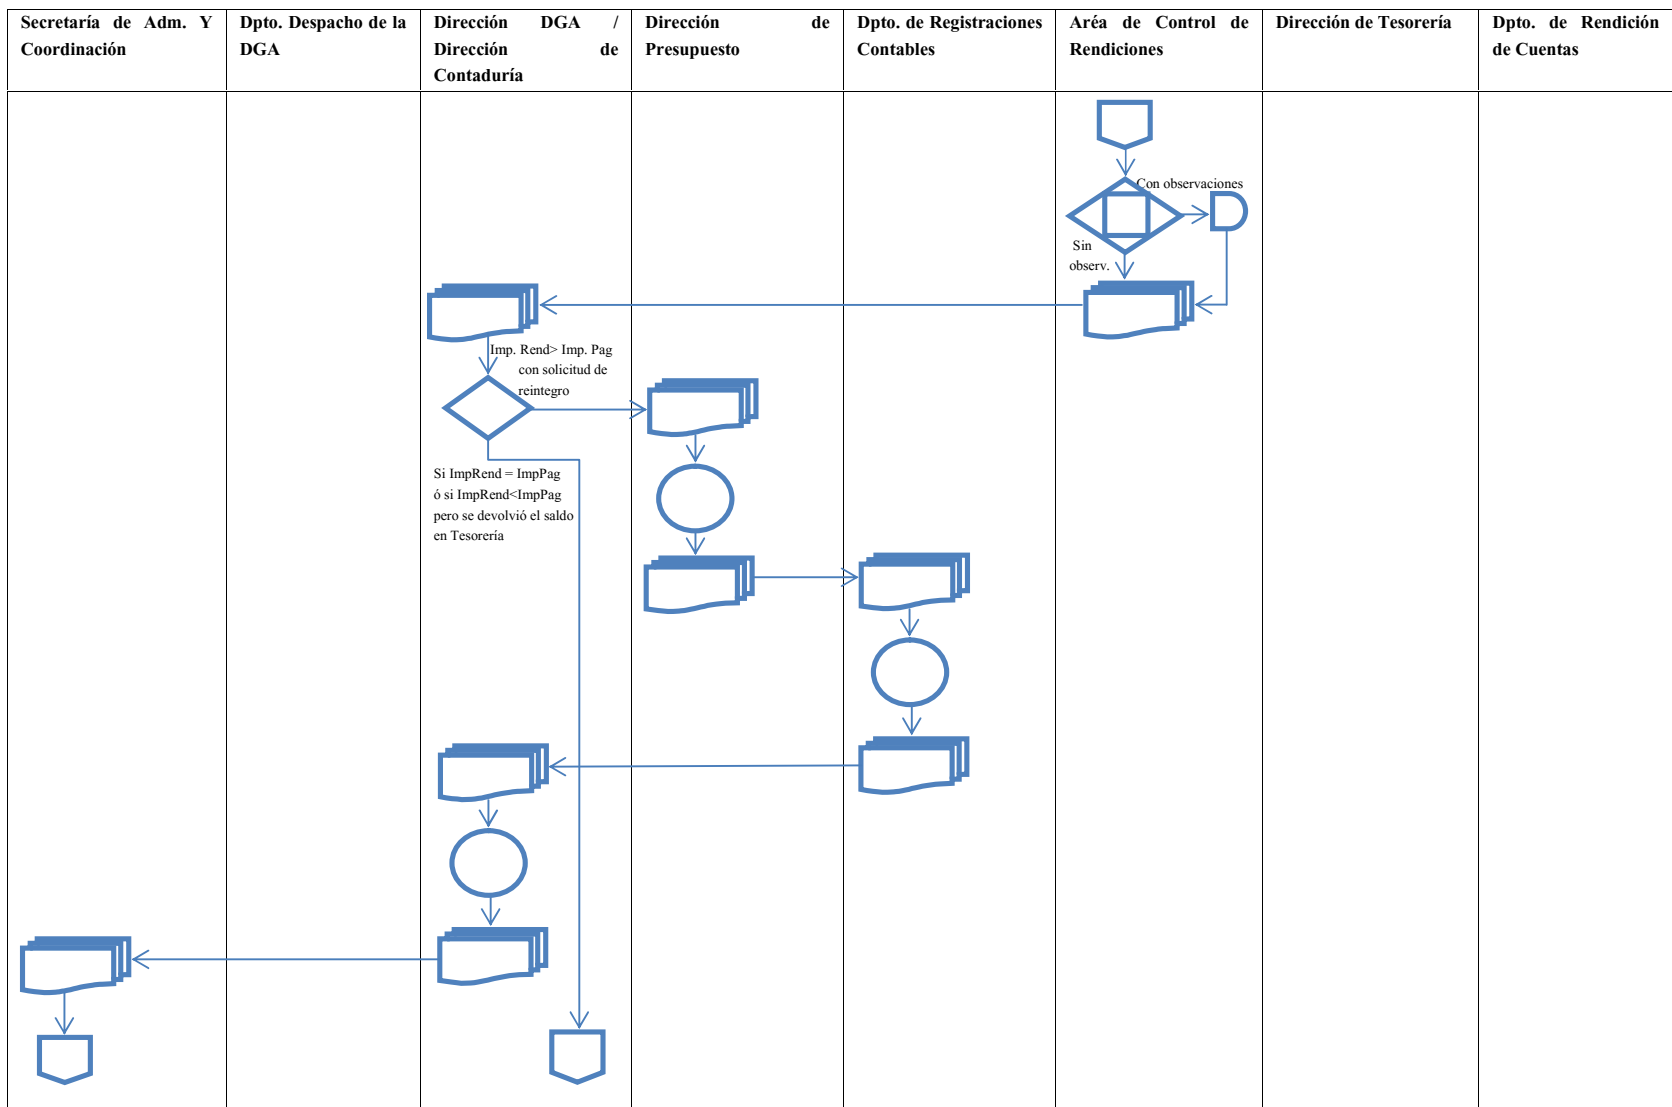 Secretaría de Adm. Y
Coordinación
Dpto. Despacho de la
DGA
Dirección DGA /
Dirección de
Contaduría
Dirección de
Presupuesto
Dpto. de Registraciones
Contables
Aréa de Control de
Rendiciones
Dirección de Tesorería
Dpto. de Rendición
de Cuentas
Con observaciones
Sin
observ.
Imp. Rend> Imp. Pag
con solicitud de
reintegro
Si ImpRend = ImpPag
ó si ImpRend<ImpPag
pero se devolvió el saldo
en Tesorería